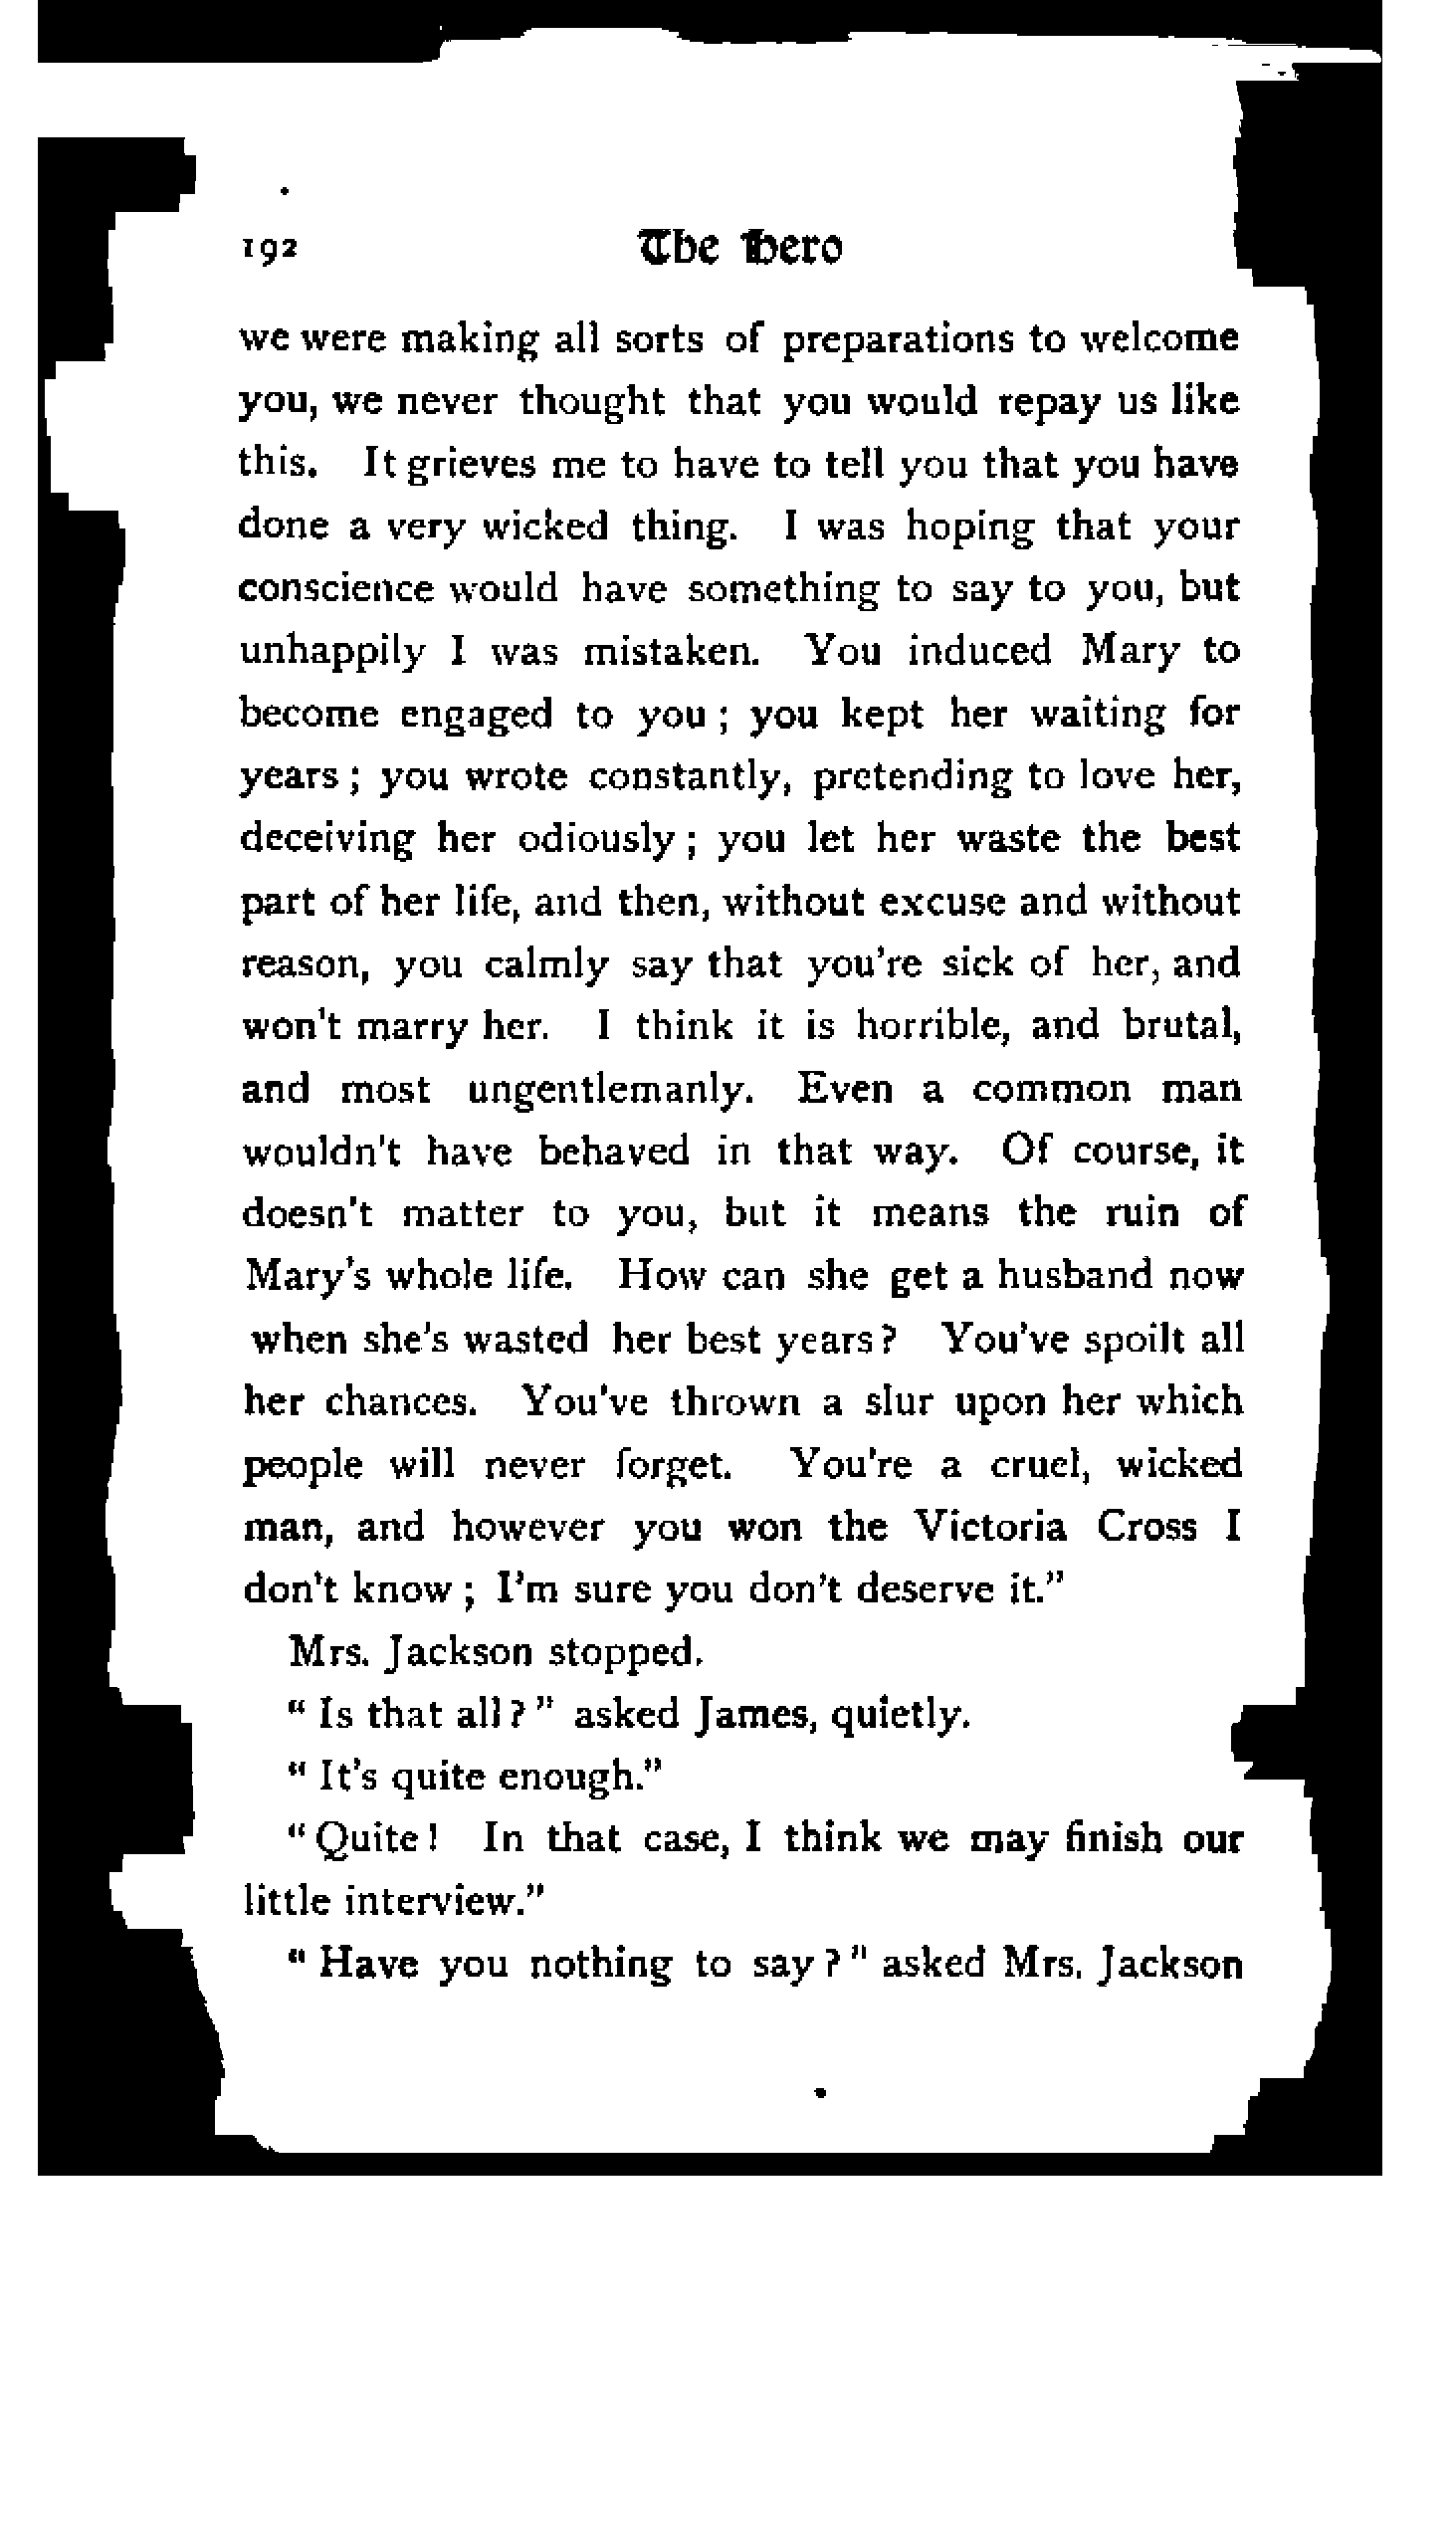 192 The Hero
we were making all sorts of preparations to welcome
you, we never thought that you would repay us like
this. It grieves me to have to tell you that you have
done a very wicked thing. I was hoping that your
conscience would have something to say to you, but
unhappily I was mistaken. You induced Mary to
become engaged to you ; you kept her waiting for
years ; you wrote constantly, pretending to love her,
deceiving her odiously ; you let her waste the best
part of her life, and then, without excuse and without
reason, you calmly say that you're sick of her, and
won't marry her. I think it is horrible, and brutal,
and most ungentlemanly. Even a common man
wouldn't have behaved in that way. Of course, it
doesn't matter to you, but it means the ruin of
Mary's whole life. How can she get a husband now
when she's wasted her best years? You've spoilt all
her chances. You've thrown a slur upon her which
people will never forget. You're a cruel, wicked
man, and however you won the Victoria Cross I
don't know ; I'm sure you don't deserve it."
Mrs. Jackson stopped.
" Is that all ? " asked James, quietly.
" It's quite enough."
" Quite ! In that case, I think we may finish our
little interview."
" Have you nothing to say ? " asked Mrs. Jackson